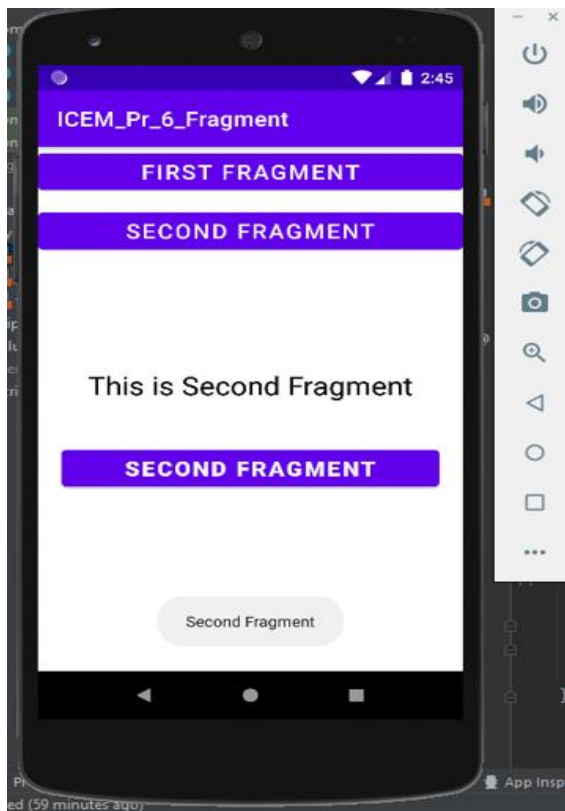 2:45
ICEM_Pr_6_Fragment
FIRST FRAGMENT
SECOND FRAGMENT
This is Second Fragment
SECOND FRAGMENT
Second Fragment
App Insp
(59 minutes ago)